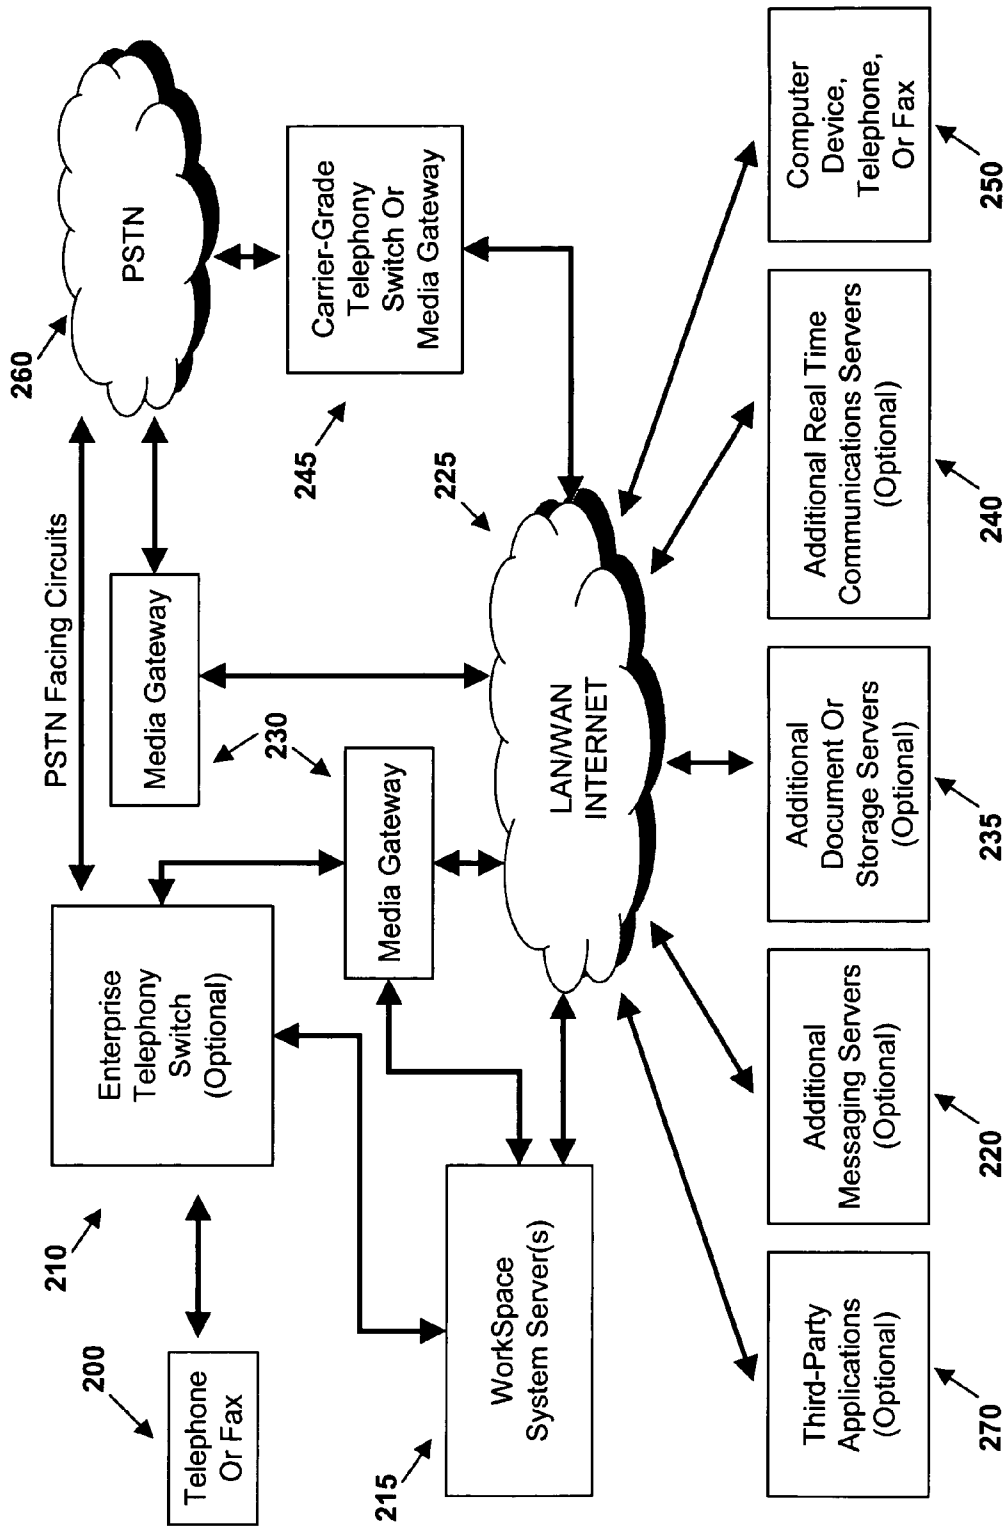 200
Telephone
Or Fax
210
Enterprise
Telephony
Switch
(Optional)
PSTN Facing Circuits
260
PSTN
Media Gateway
230
Media Gateway
245
Carrier-Grade
Telephony
Switch Or
Media Gateway
215
WorkSpace
System Server(s)
225
LAN/WAN
INTERNET
Third-Party
Applications
(Optional)
270
Additional
Messaging Servers
(Optional)
220
Additional
Document Or
Storage Servers
(Optional)
235
Additional Real Time
Communications Servers
(Optional)
240
Computer
Device,
Telephone,
Or Fax
250